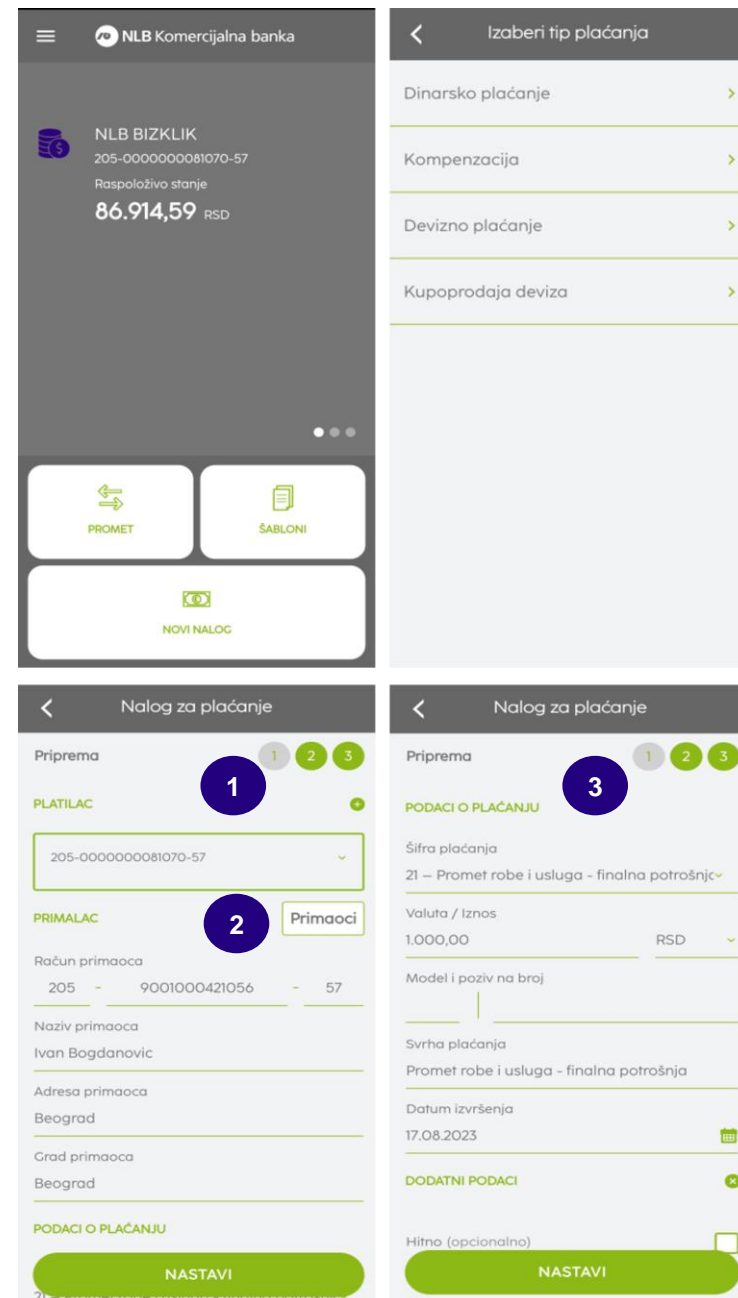 NLB Komercijalna banka
NLB BIZKLIK
205-0000000081070-57
Raspoloživo stanje
86.914,59 RSD
PROMET
ŠABLONI
NOVI NALOG
Izaberi tip plaćanja
Dinarsko plaćanje
Kompenzacija
Devizno plaćanje
Kupoprodaja deviza
Nalog za plaćanje
Priprema 1 2 3
1
PLATILAC
205-0000000081070-57
2
PRIMALAC Primaoci
Račun primaoca
205 - 9001000421056 - 57
Naziv primaoca
Ivan Bogdanovic
Adresa primaoca
Beograd
Grad primaoca
Beograd
PODACI O PLAĆANJU
NASTAVI
Nalog za plaćanje
Priprema 1 2 3
3
PODACI O PLAĆANJU
Šifra plaćanja
21 – Promet robe i usluga - finalna potrošnjc
Valuta / Iznos
1.000,00 RSD
Model i poziv na broj
Svrha plaćanja
Promet robe i usluga - finalna potrošnja
Datum izvršenja
17.08.2023
DODATNI PODACI
Hitno (opcionalno)
NASTAVI